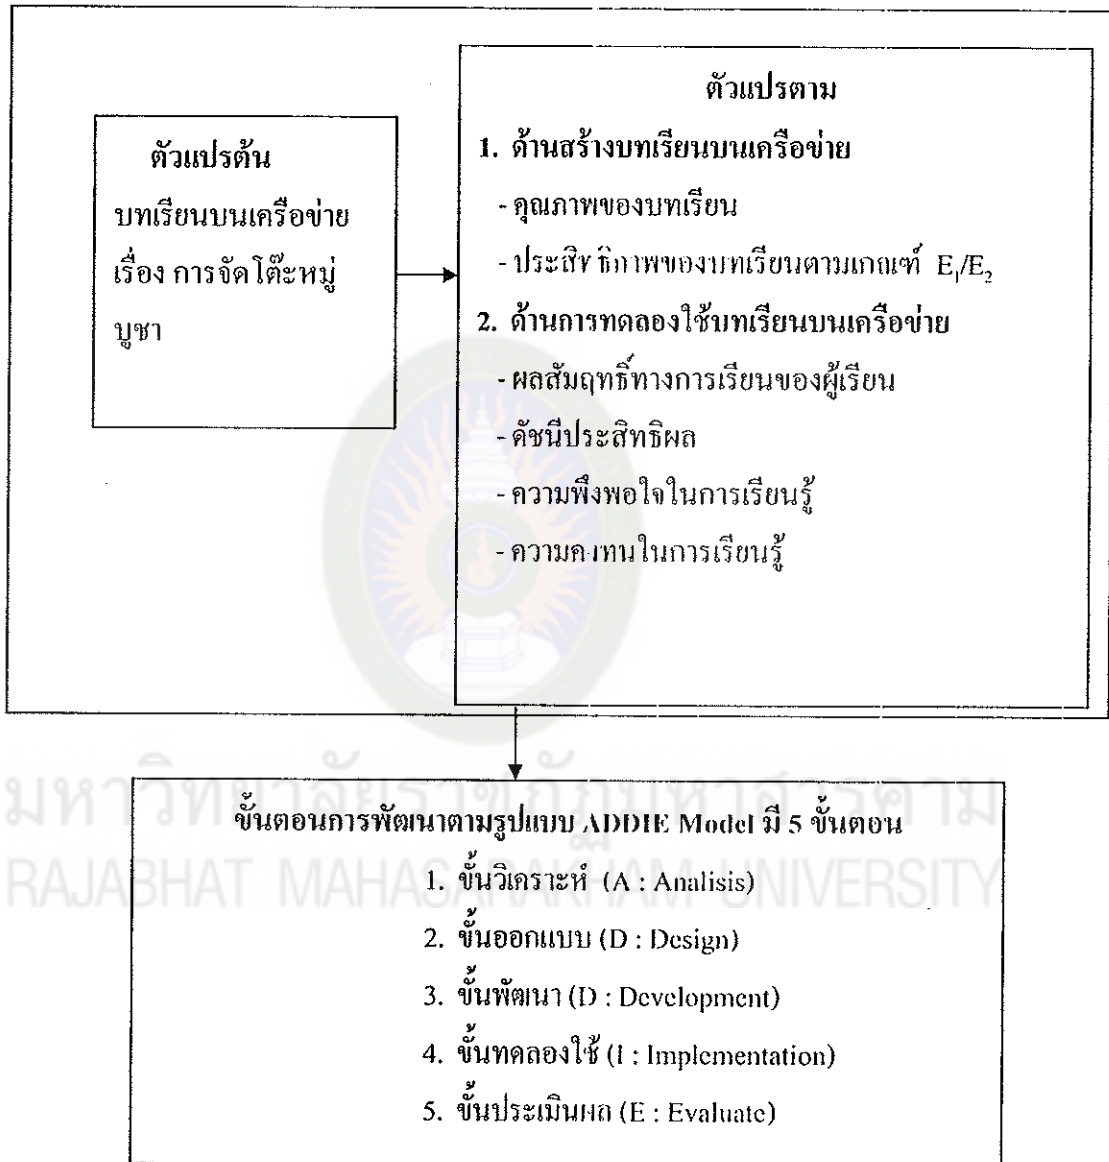 ตัวแปรต้น
บทเรียนบนเครือข่าย
เรื่อง การจัดโต๊ะหมู่
บูชา
ตัวแปรตาม
1. ด้านสร้างบทเรียนบนเครือข่าย
- คุณภาพของบทเรียน
- ประสิทธิภาพของบทเรียนตามเกณฑ์ E₁/E₂
2. ด้านการทดลองใช้บทเรียนบนเครือข่าย
- ผลสัมฤทธิ์ทางการเรียนของผู้เรียน
- ดัชนีประสิทธิผล
- ความพึงพอใจในการเรียนรู้
- ความคงทนในการเรียนรู้
มหาวิทยาลัยราชภัฏมหาสารคาม
RAJABHAT MAHASARAKHAM UNIVERSITY
ขั้นตอนการพัฒนาตามรูปแบบ ADDIE Model มี 5 ขั้นตอน
1. ขั้นวิเคราะห์ (A : Analisis)
2. ขั้นออกแบบ (D : Design)
3. ขั้นพัฒนา (D : Development)
4. ขั้นทดลองใช้ (I : Implementation)
5. ขั้นประเมินผล (E : Evaluate)